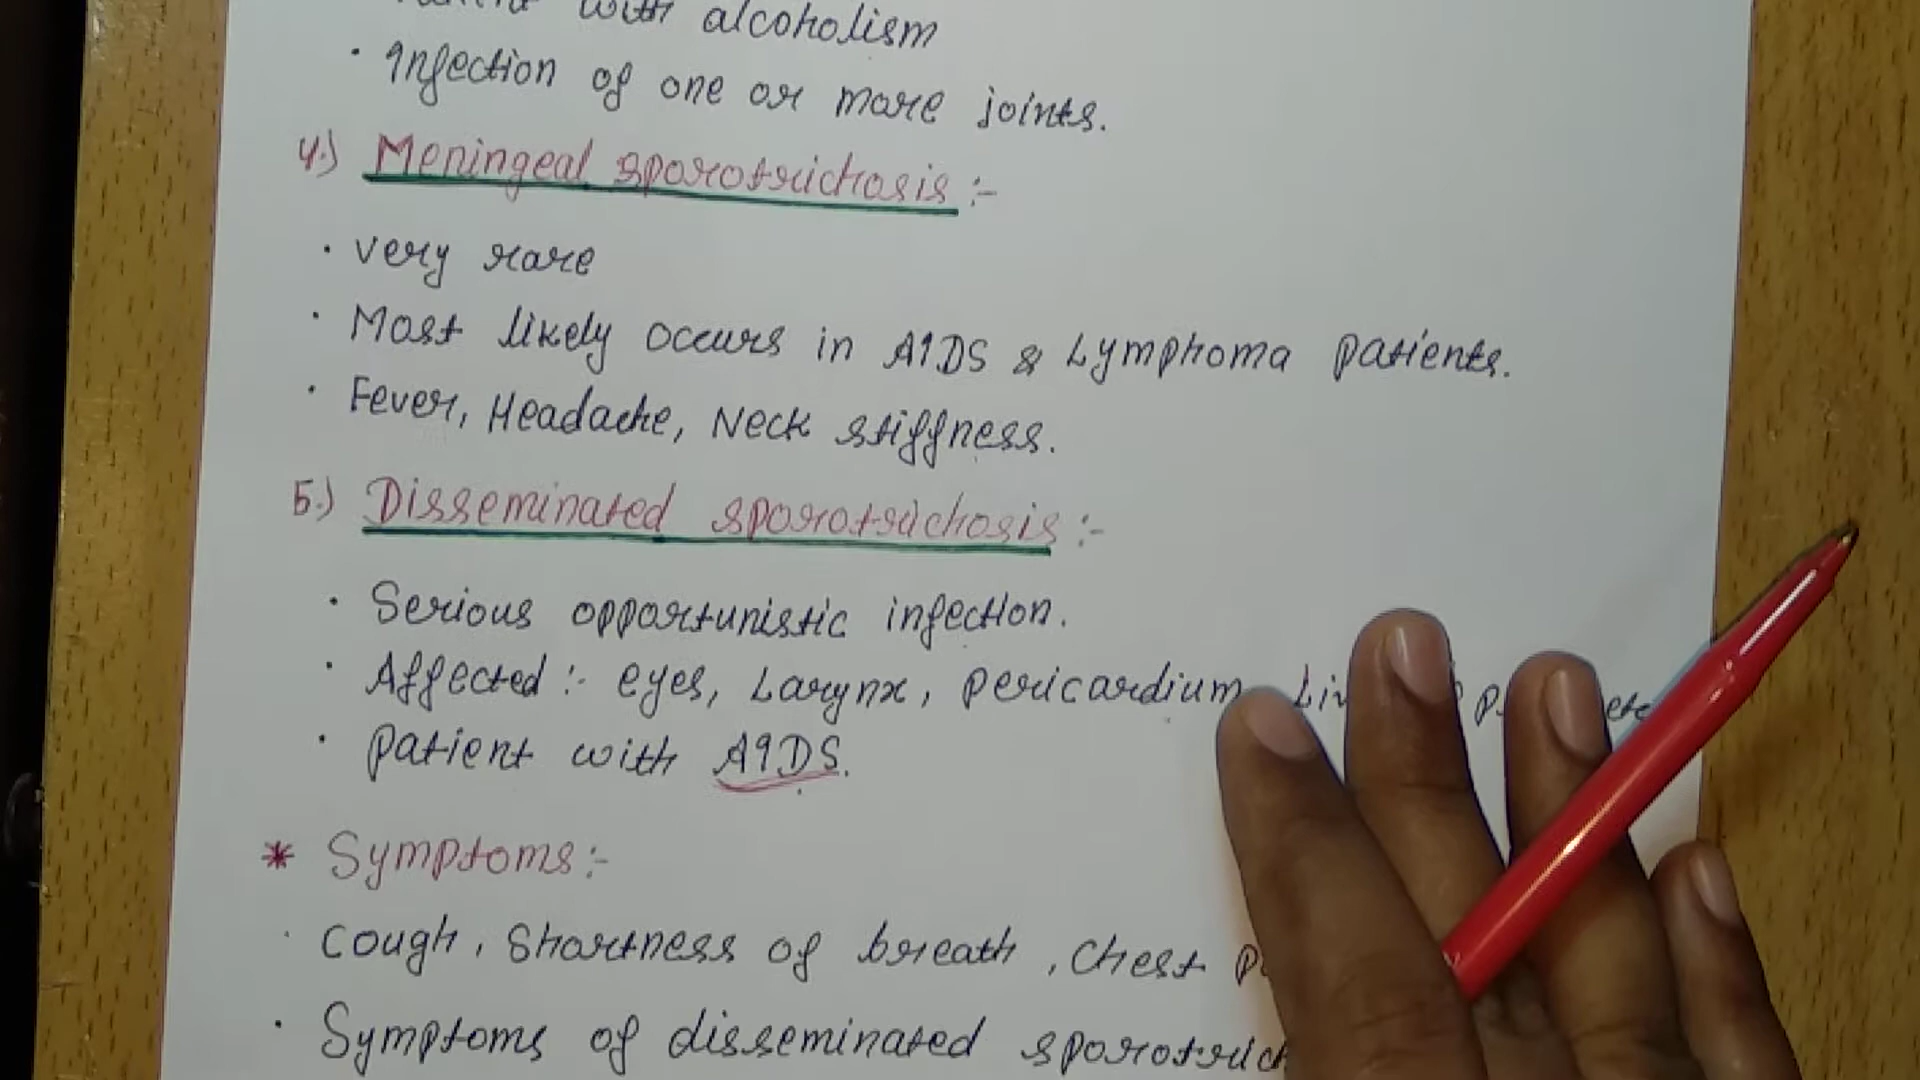 with alcoholism
· Infection of one or more joints.
4.) Meningeal sporotrichosis :-
· Very rare
· Most likely occurs in AIDS & Lymphoma patients.
· Fever, Headache, Neck stiffness.
5.) Disseminated sporotrichosis :-
· Serious opportunistic infection.
· Affected :- eyes, Larynx, pericardium etc
· patient with AIDS.
* Symptoms :-
· Cough, Shortness of breath, Chest
· Symptoms of disseminated